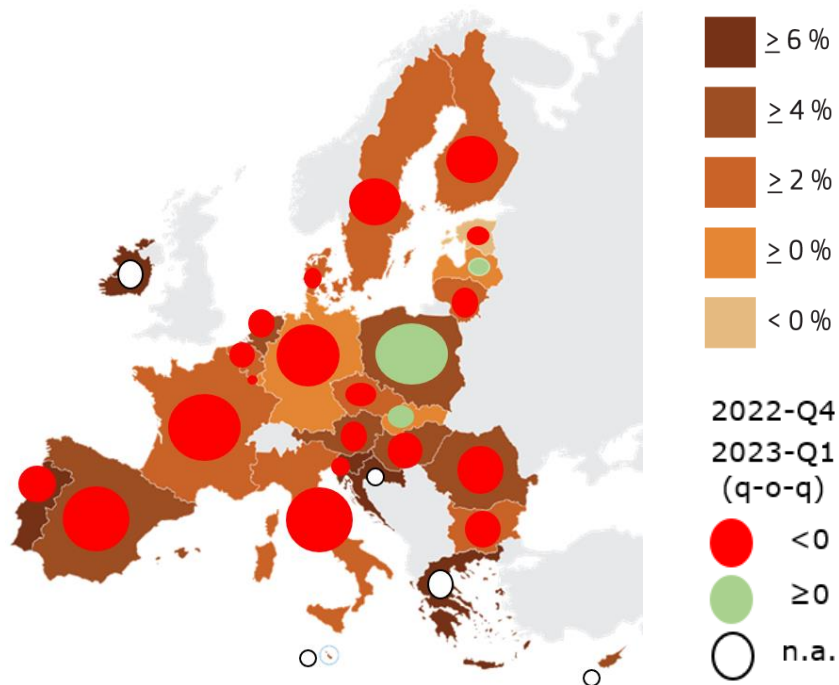 ≥ 6 %
≥ 4 %
≥ 2 %
≥ 0 %
< 0 %
2022-Q4
2023-Q1
(q-o-q)
<0
≥0
n.a.